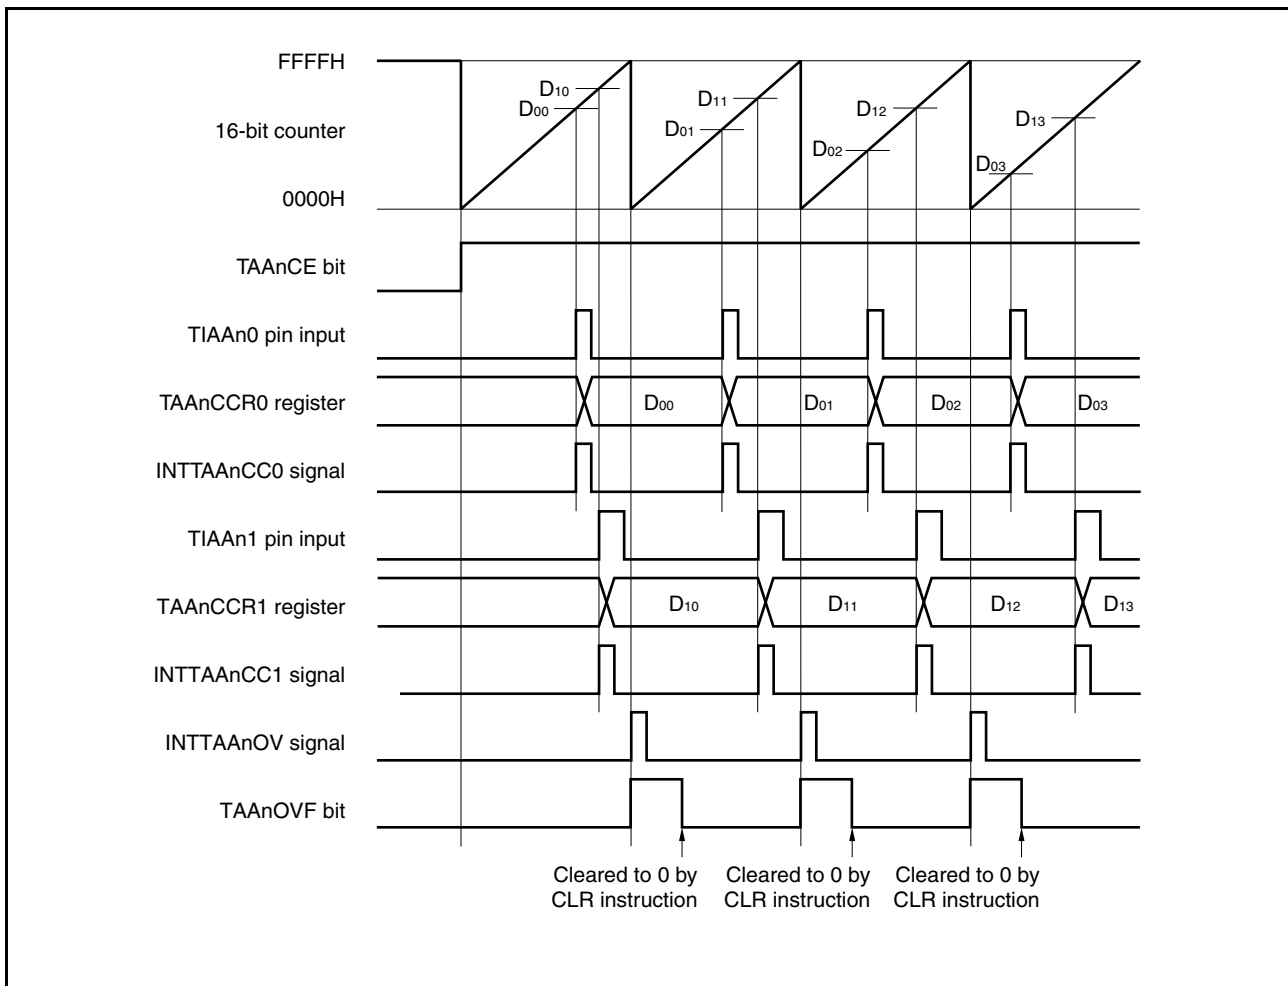 FFFFH
D10
D00
D11
D01
D12
D02
D13
D03
16-bit counter
0000H
TAAnCE bit
TIAAn0 pin input
TAAnCCR0 register
D00
D01
D02
D03
INTTAAnCC0 signal
TIAAn1 pin input
TAAnCCR1 register
D10
D11
D12
D13
INTTAAnCC1 signal
INTTAAnOV signal
TAAnOVF bit
Cleared to 0 by
CLR instruction
Cleared to 0 by
CLR instruction
Cleared to 0 by
CLR instruction